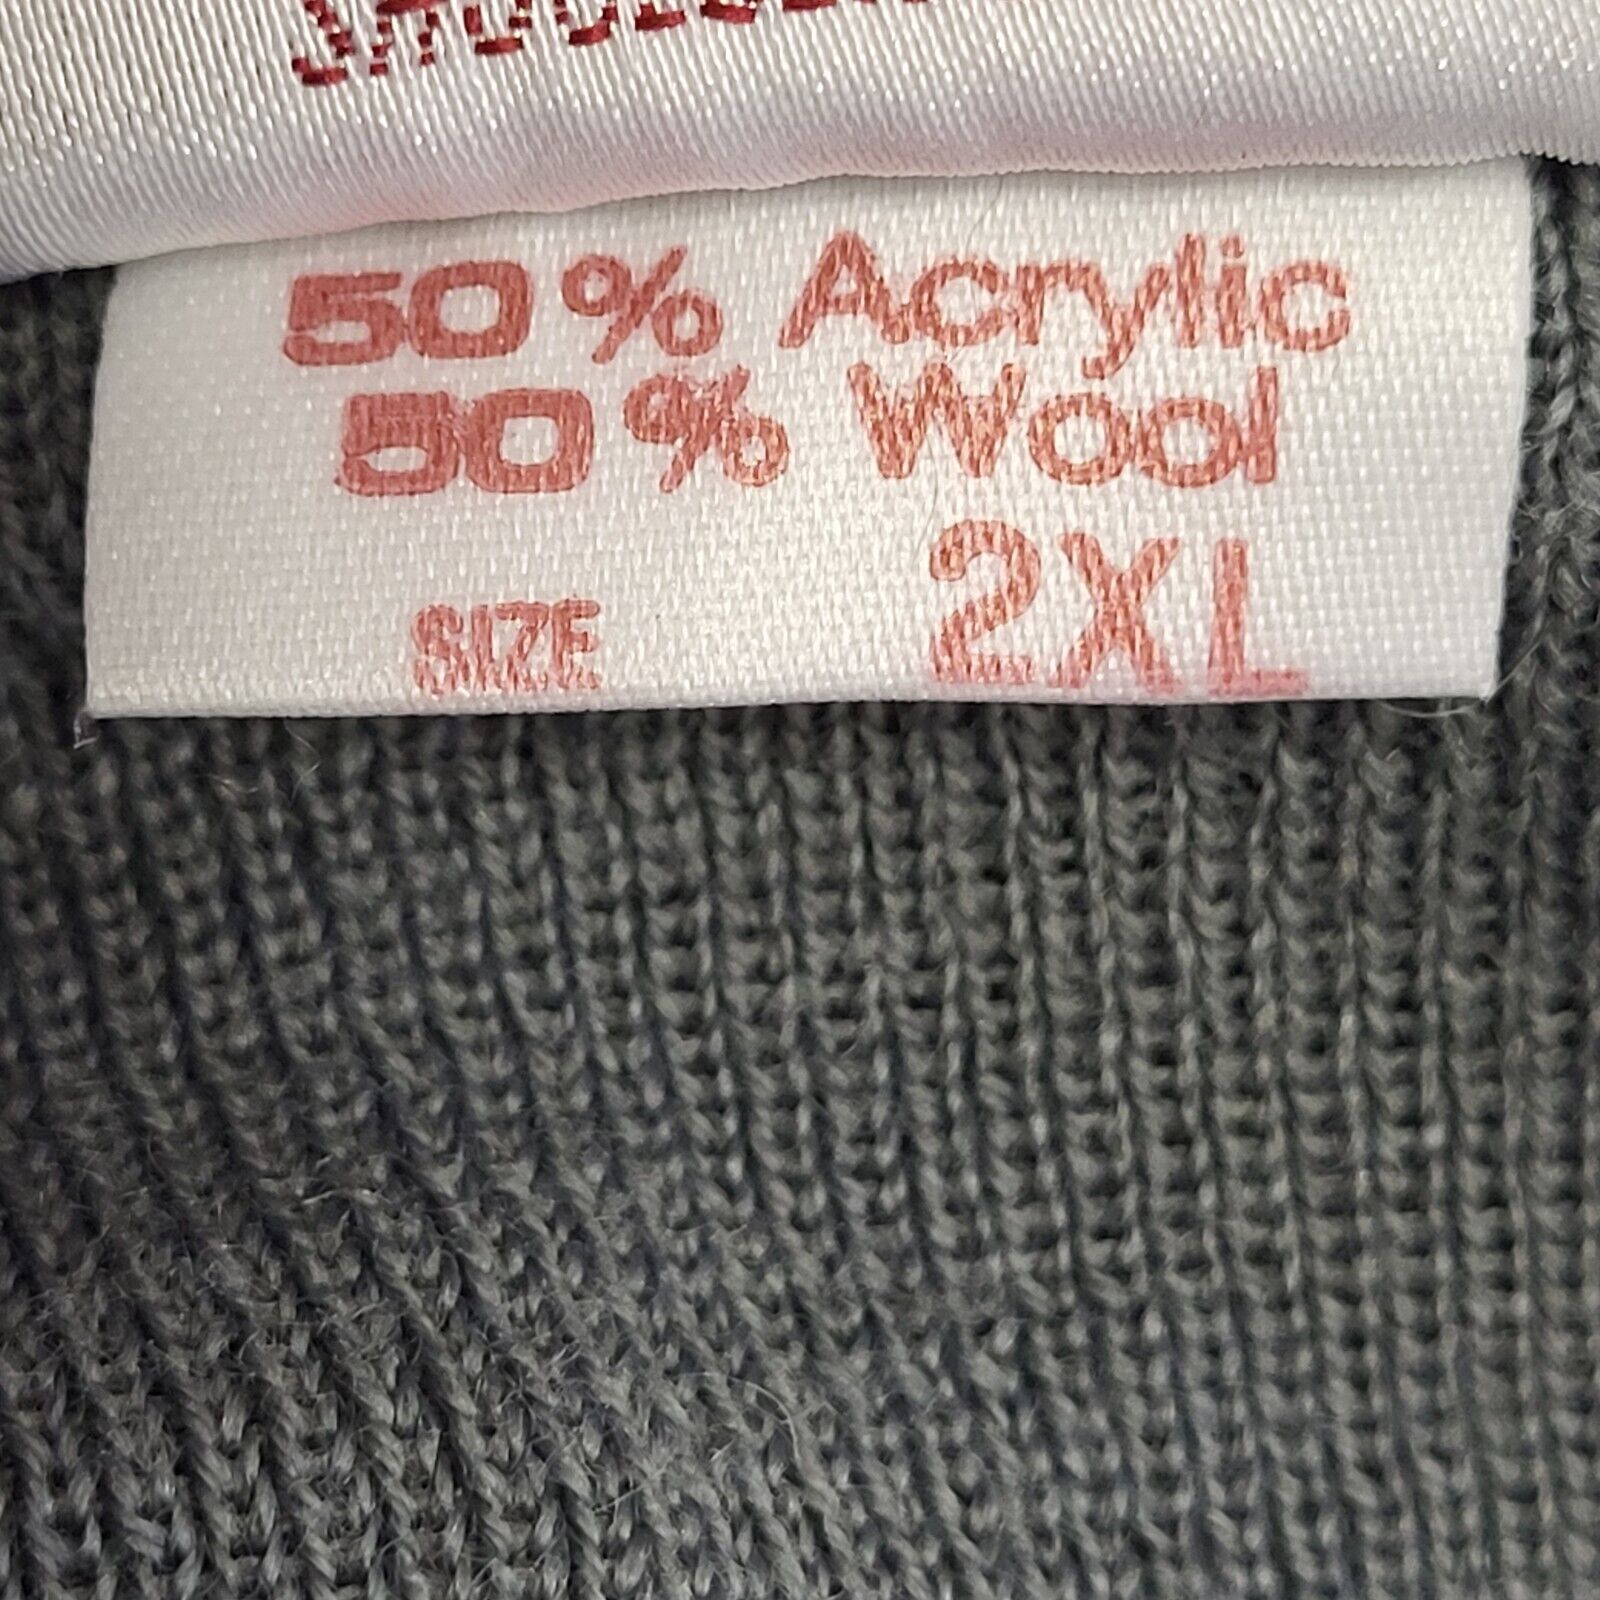 50% Acrylic
50% Wool
SIZE 2XL